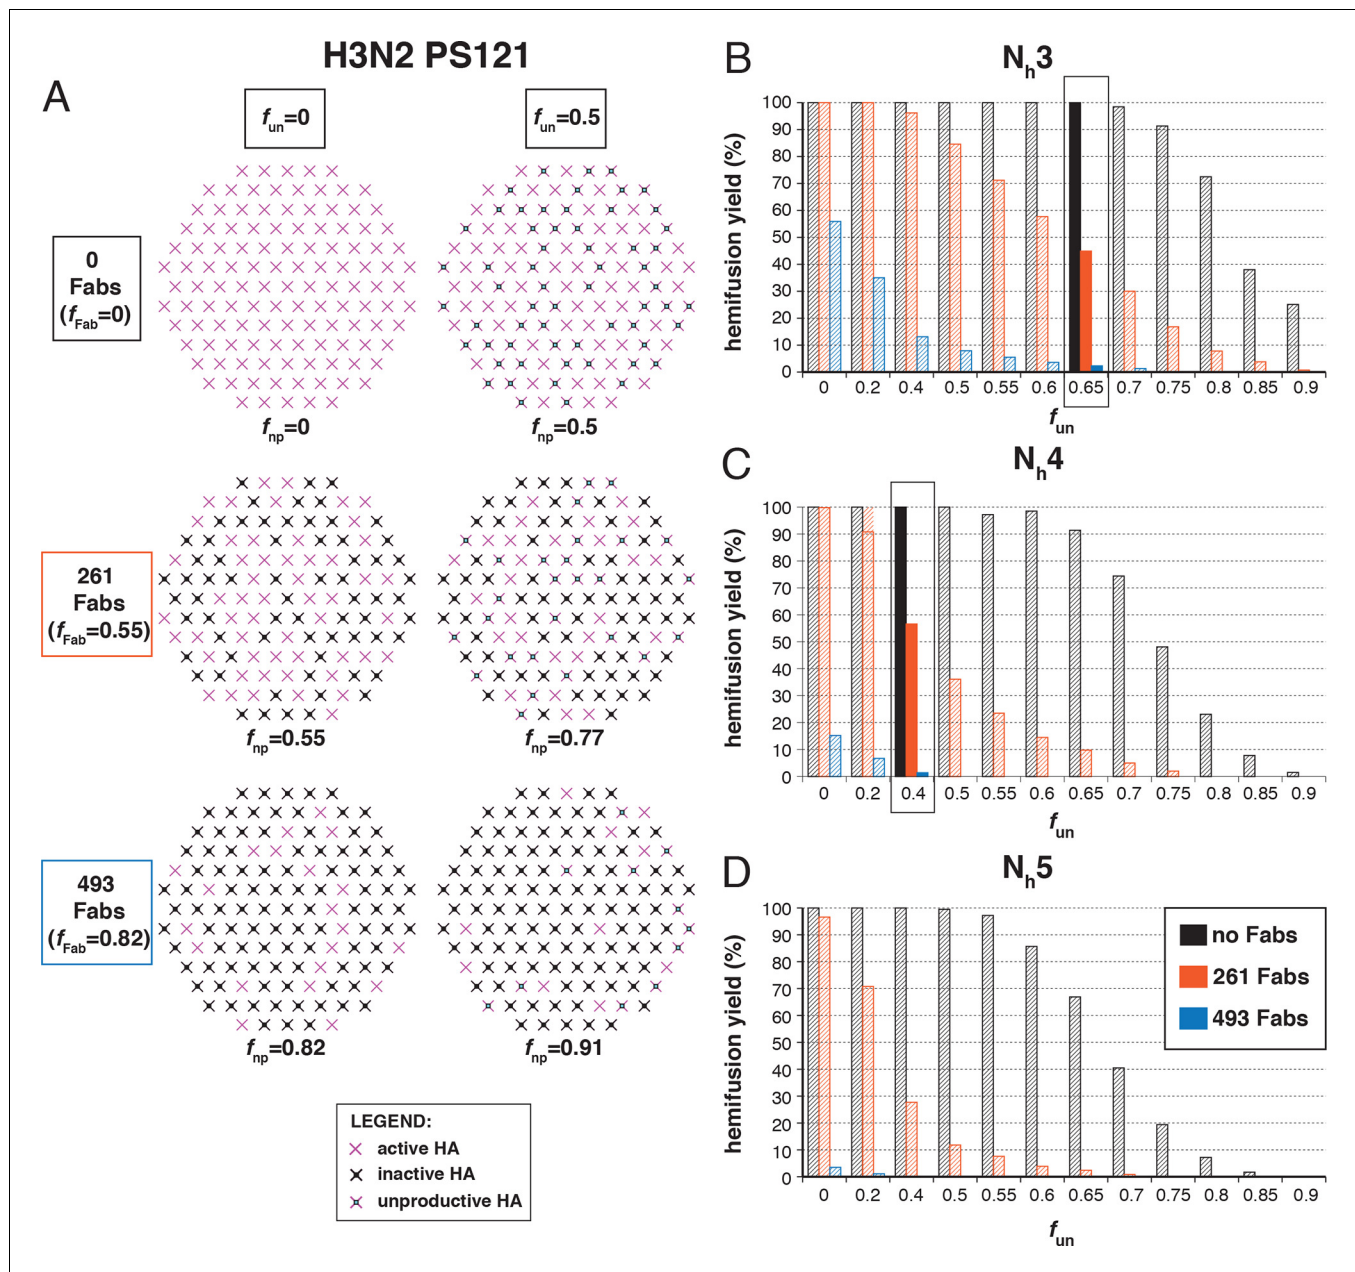 H3N2 PS121
A
fun=0
fun=0.5
0
Fabs
(fFab=0)
fnp=0
fnp=0.5
261
Fabs
(fFab=0.55)
fnp=0.55
fnp=0.77
493
Fabs
(fFab=0.82)
fnp=0.82
fnp=0.91
LEGEND:
active HA
inactive HA
unproductive HA
B
Nh3
hemifusion yield (%)
100
90
80
70
60
50
40
30
20
10
0
0 0.2 0.4 0.5 0.55 0.6 0.65 0.7 0.75 0.8 0.85 0.9
fun
C
Nh4
hemifusion yield (%)
100
90
80
70
60
50
40
30
20
10
0
0 0.2 0.4 0.5 0.55 0.6 0.65 0.7 0.75 0.8 0.85 0.9
fun
D
Nh5
hemifusion yield (%)
100
90
80
70
60
50
40
30
20
10
0
0 0.2 0.4 0.5 0.55 0.6 0.65 0.7 0.75 0.8 0.85 0.9
fun
no Fabs
261 Fabs
493 Fabs